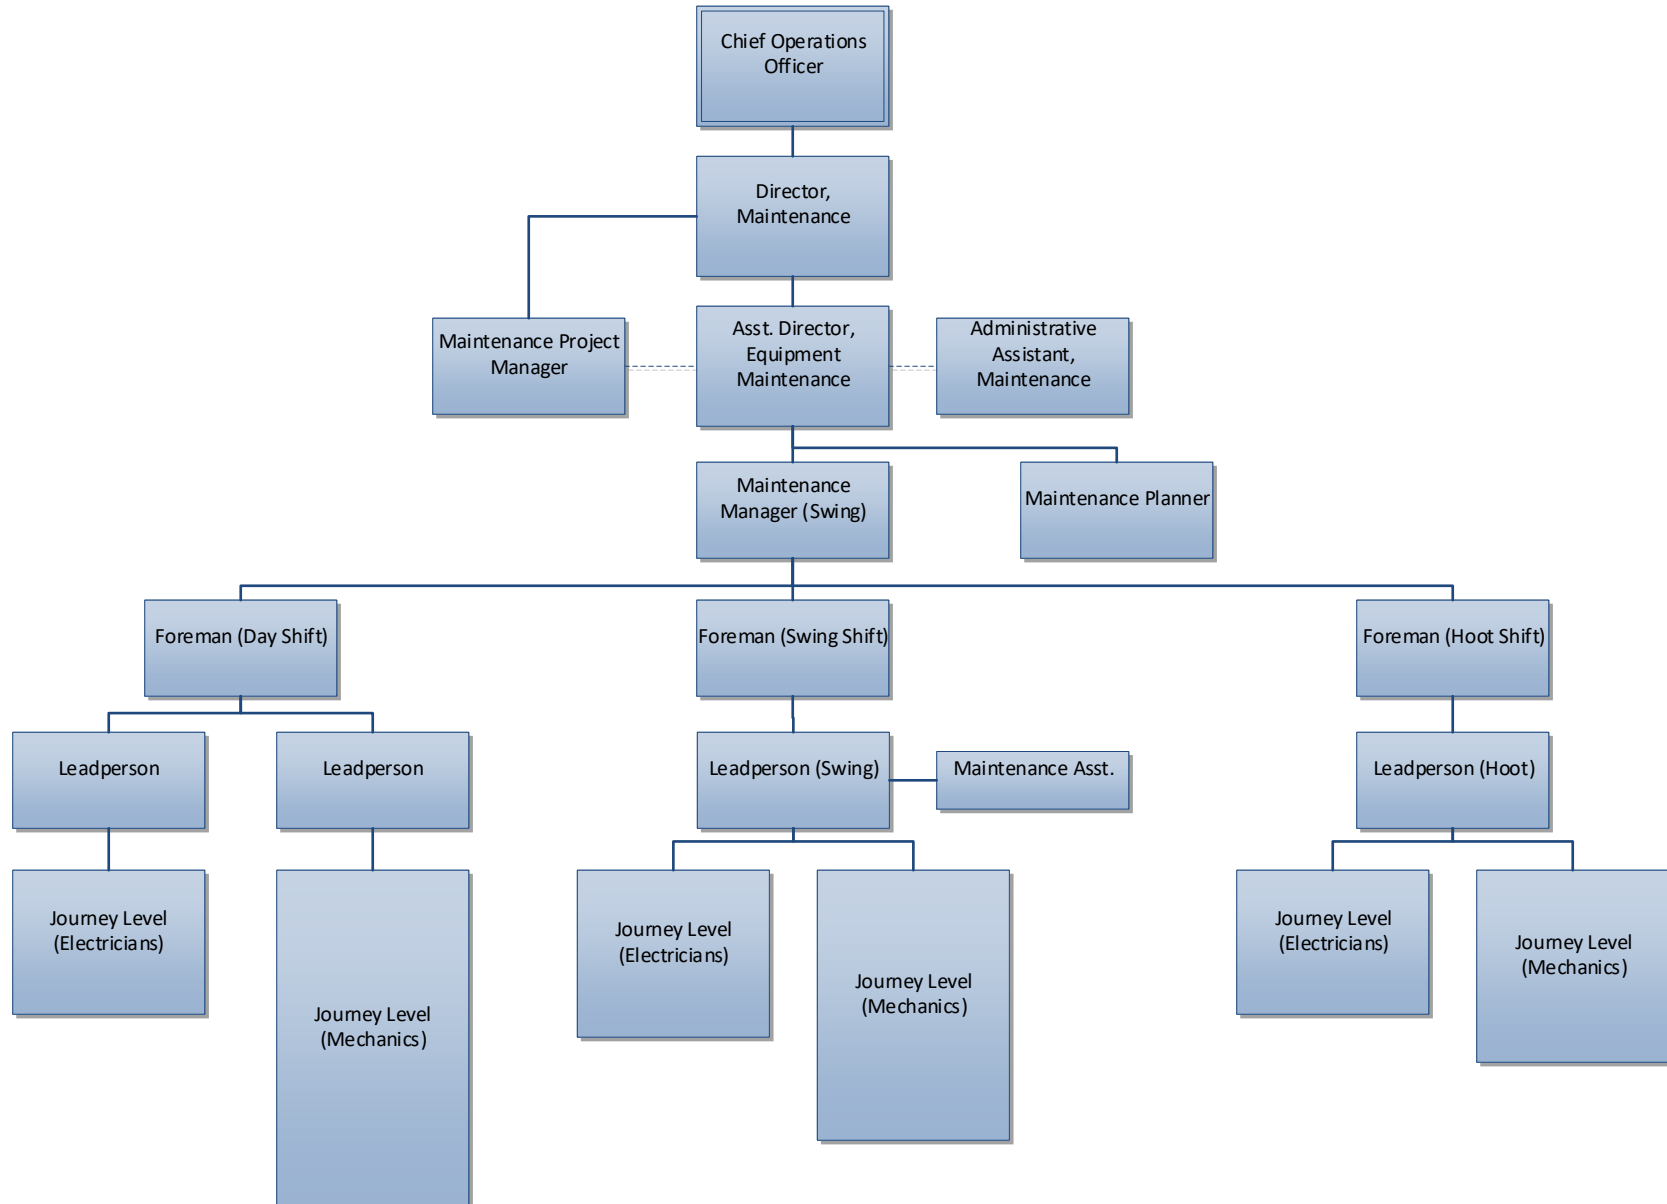 Chief Operations
Officer
Director,
Maintenance
Maintenance Project
Manager
Asst. Director,
Equipment
Maintenance
Administrative
Assistant,
Maintenance
Maintenance
Manager (Swing)
Maintenance Planner
Foreman (Day Shift)
Foreman (Swing Shift)
Foreman (Hoot Shift)
Leadperson
Leadperson
Leadperson (Swing)
Maintenance Asst.
Leadperson (Hoot)
Journey Level
(Electricians)
Journey Level
(Mechanics)
Journey Level
(Electricians)
Journey Level
(Mechanics)
Journey Level
(Electricians)
Journey Level
(Mechanics)